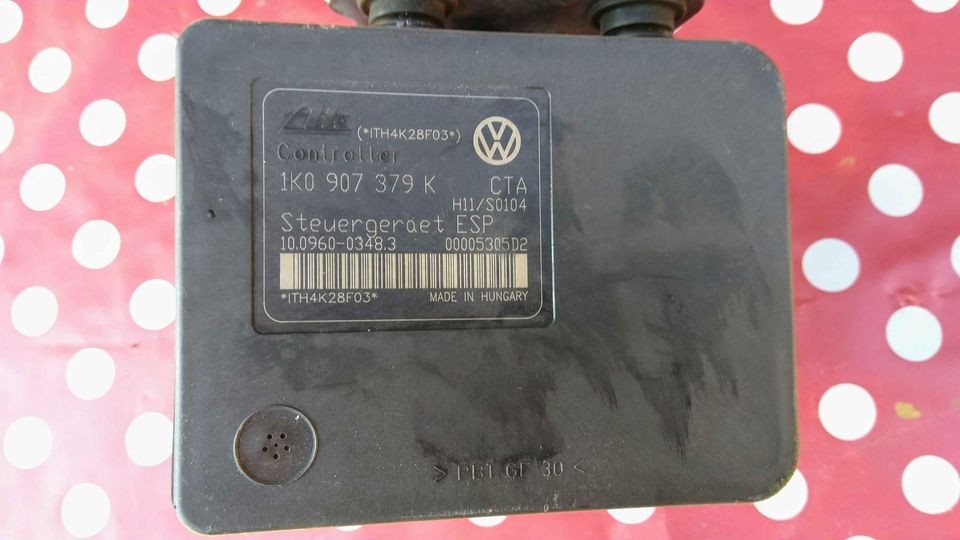 Ate (*ITH4K28F03*)
Controller
1K0 907 379 K CTA
H11/S0104
Steuergeraet ESP
10.0960-0348.3 00005305D2
*ITH4K28F03* MADE IN HUNGARY
> PBT GF 30 <